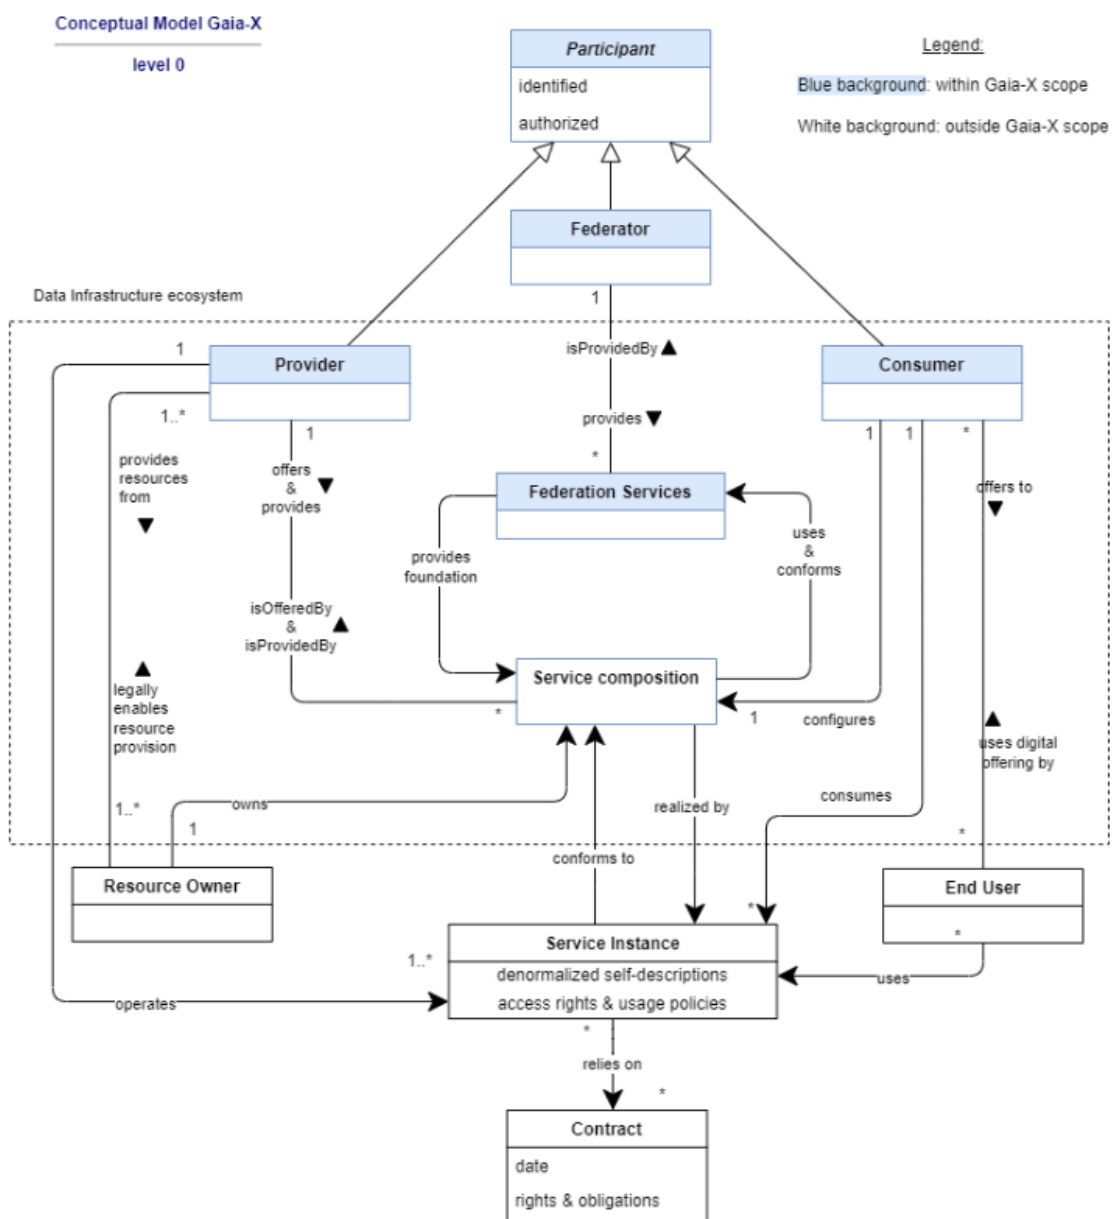 Conceptual Model Gaia-X
level 0
Legend:
Blue background: within Gaia-X scope
White background: outside Gaia-X scope
Participant
identified
authorized
Federator
1
Data Infrastructure ecosystem
isProvidedBy
provides
*
Provider
1
1..*
1
Consumer
1
1
*
provides
resources
from
offers
&
provides
Federation Services
offers to
provides
foundation
uses
&
conforms
isOfferedBy
&
isProvidedBy
legally
enables
resource
provision
Service composition
*
1
configures
uses digital
offering by
1..*
1
owns
realized by
consumes
*
conforms to
Resource Owner
End User
*
*
Service Instance
denormalized self-descriptions
access rights & usage policies
1..*
operates
uses
*
relies on
*
Contract
date
rights & obligations